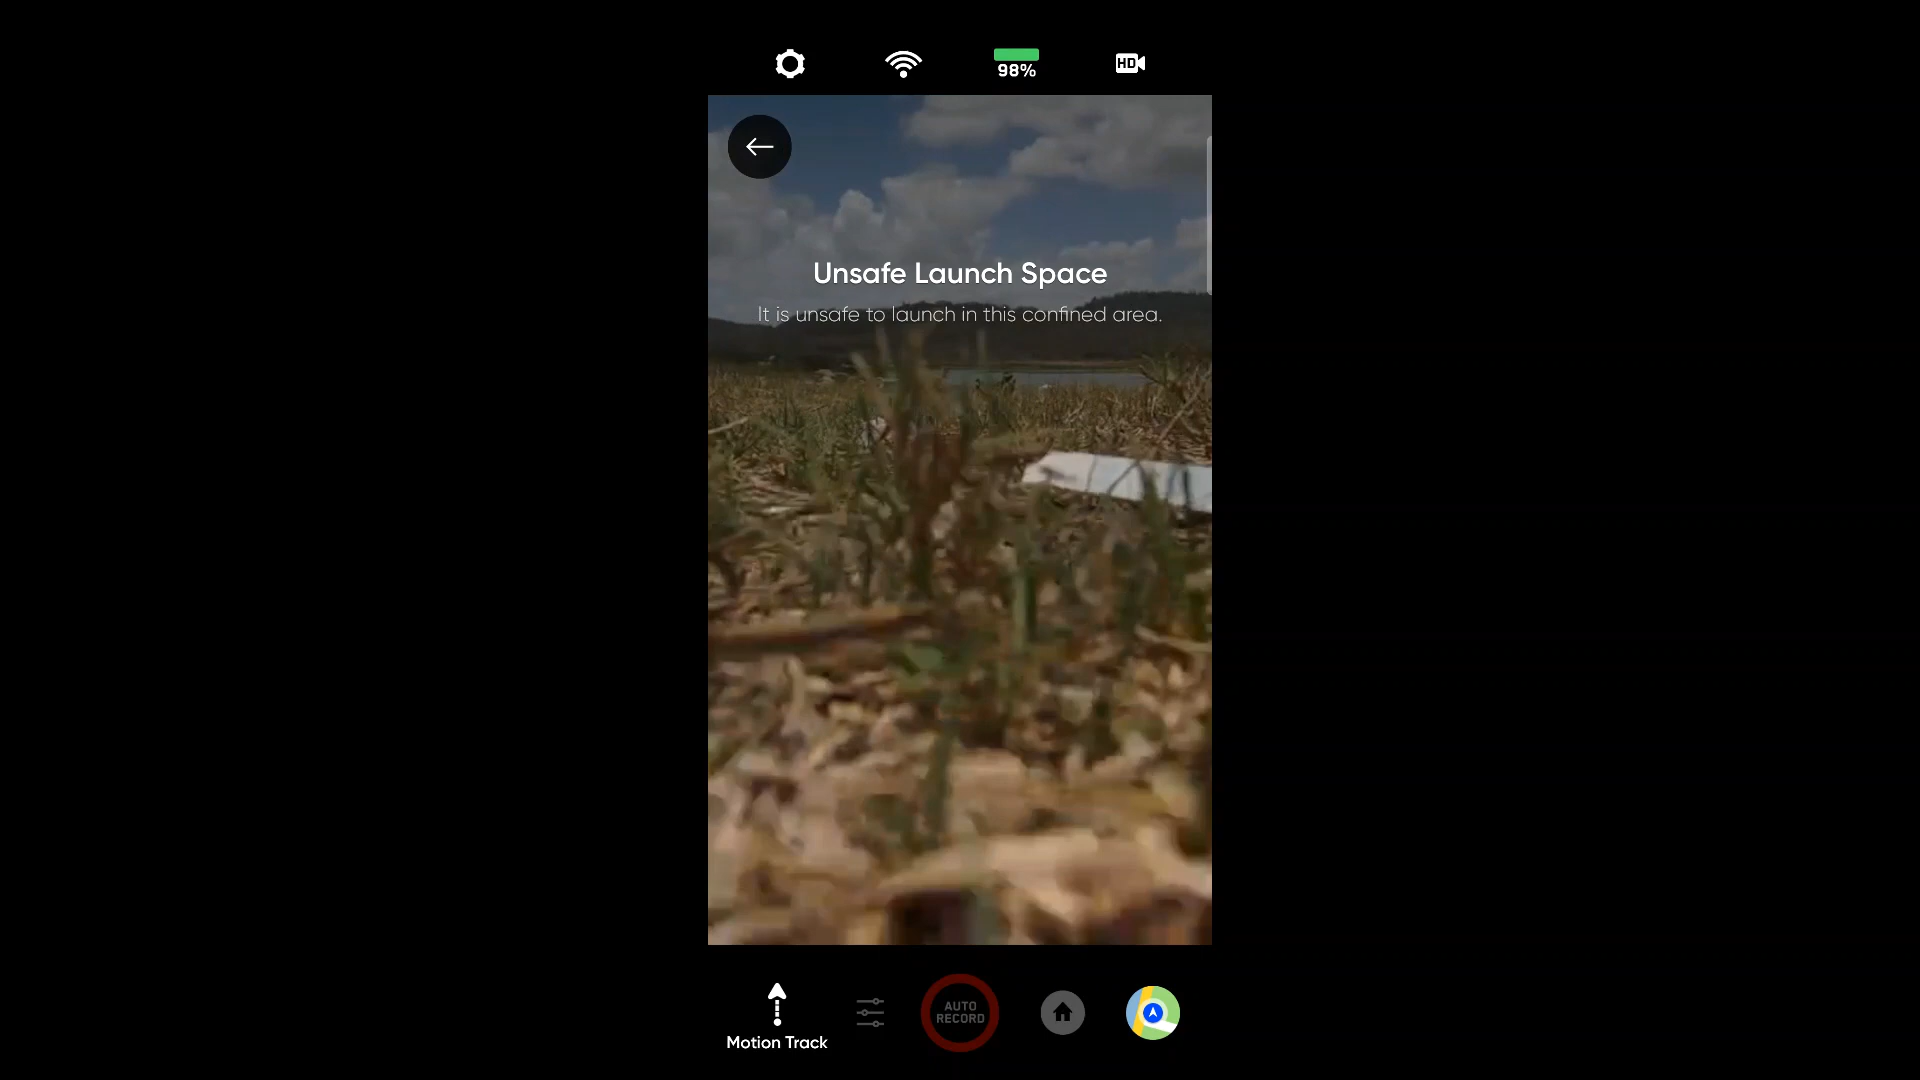 98%
HD
Unsafe Launch Space
It is unsafe to launch in this confined area.
AUTO
RECORD
Motion Track